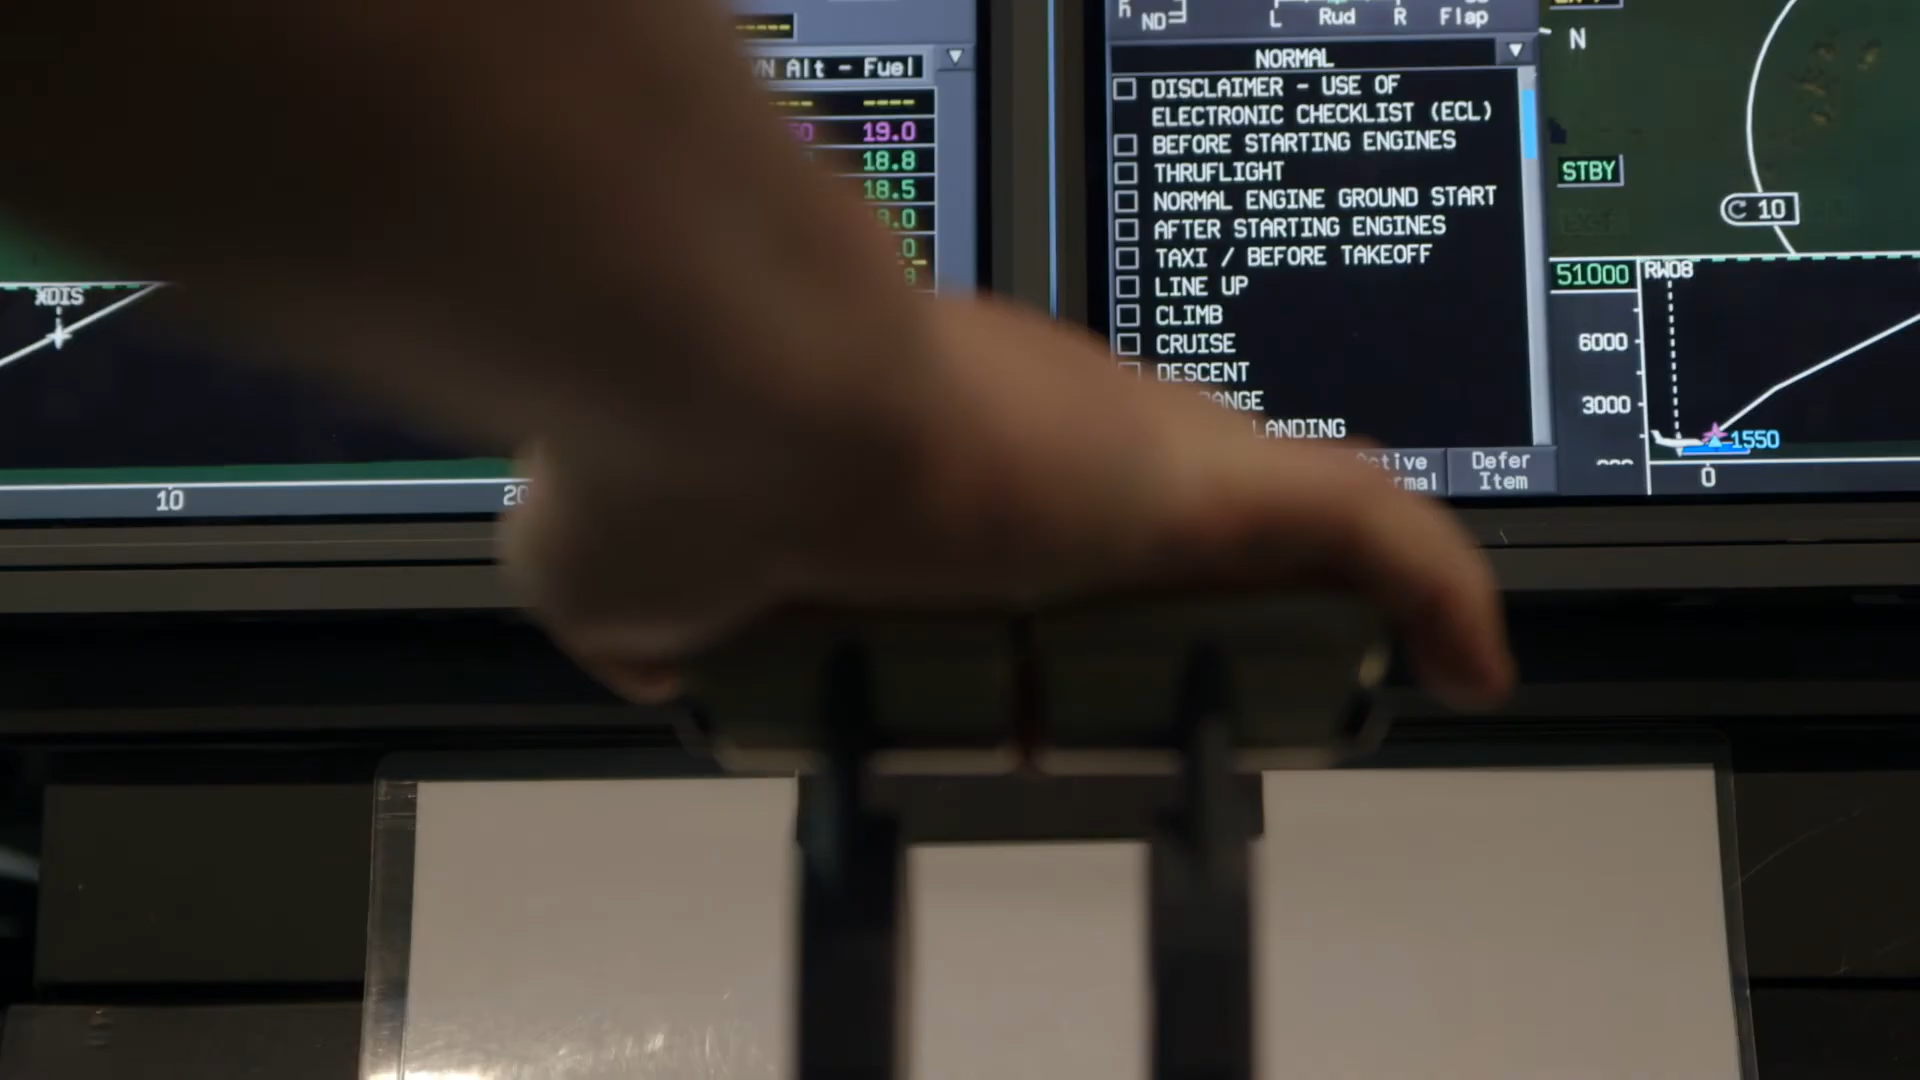 ND
L Rud R Flap
Alt - Fuel
----
19.0
18.8
18.5
NORMAL
DISCLAIMER - USE OF
ELECTRONIC CHECKLIST (ECL)
BEFORE STARTING ENGINES
THRUFLIGHT
NORMAL ENGINE GROUND START
AFTER STARTING ENGINES
TAXI / BEFORE TAKEOFF
LINE UP
CLIMB
CRUISE
DESCENT
LANDING
Defer
Item
N
STBY
10
51000
RW08
6000
3000
1550
0
XDIS
10
20